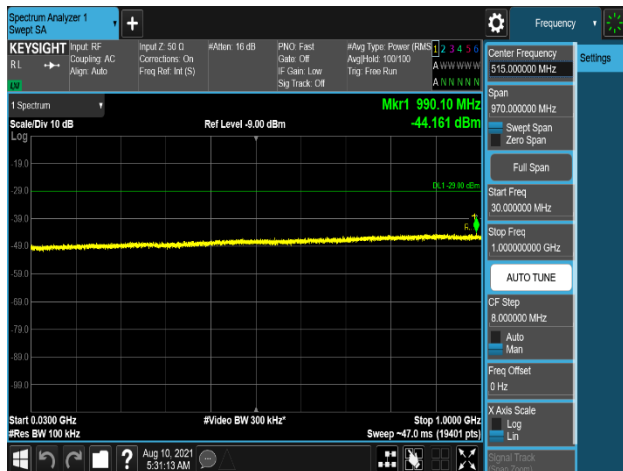 Spectrum Analyzer 1
Swept SA
Frequency
KEYSIGHT
RL
Input: RF
Coupling: AC
Align: Auto
Input Z: 50 Ω
Corrections: On
Freq Ref: Int (S)
#Atten: 16 dB
PNO: Fast
Gate: Off
IF Gain: Low
Sig Track: Off
#Avg Type: Power (RMS
Avg|Hold: 100/100
Trig: Free Run
1 2 3 4 5 6
A W W W W W
A N N N N N
Center Frequency
515.000000 MHz
Settings
Span
970.000000 MHz
Swept Span
Zero Span
Full Span
Start Freq
30.000000 MHz
Stop Freq
1.000000000 GHz
AUTO TUNE
CF Step
8.000000 MHz
Auto
Man
Freq Offset
0 Hz
X Axis Scale
Log
Lin
Signal Track
(Span Zoom)
1 Spectrum
Scale/Div 10 dB
Log
Ref Level -9.00 dBm
Mkr1 990.10 MHz
-44.161 dBm
DL1 -29.00 dBm
-19.0
-29.0
-39.0
-49.0
-59.0
-69.0
-79.0
-89.0
-99.0
Start 0.0300 GHz
#Res BW 100 kHz
#Video BW 300 kHz*
Stop 1.0000 GHz
Sweep ~47.0 ms (19401 pts)
Aug 10, 2021
5:31:13 AM